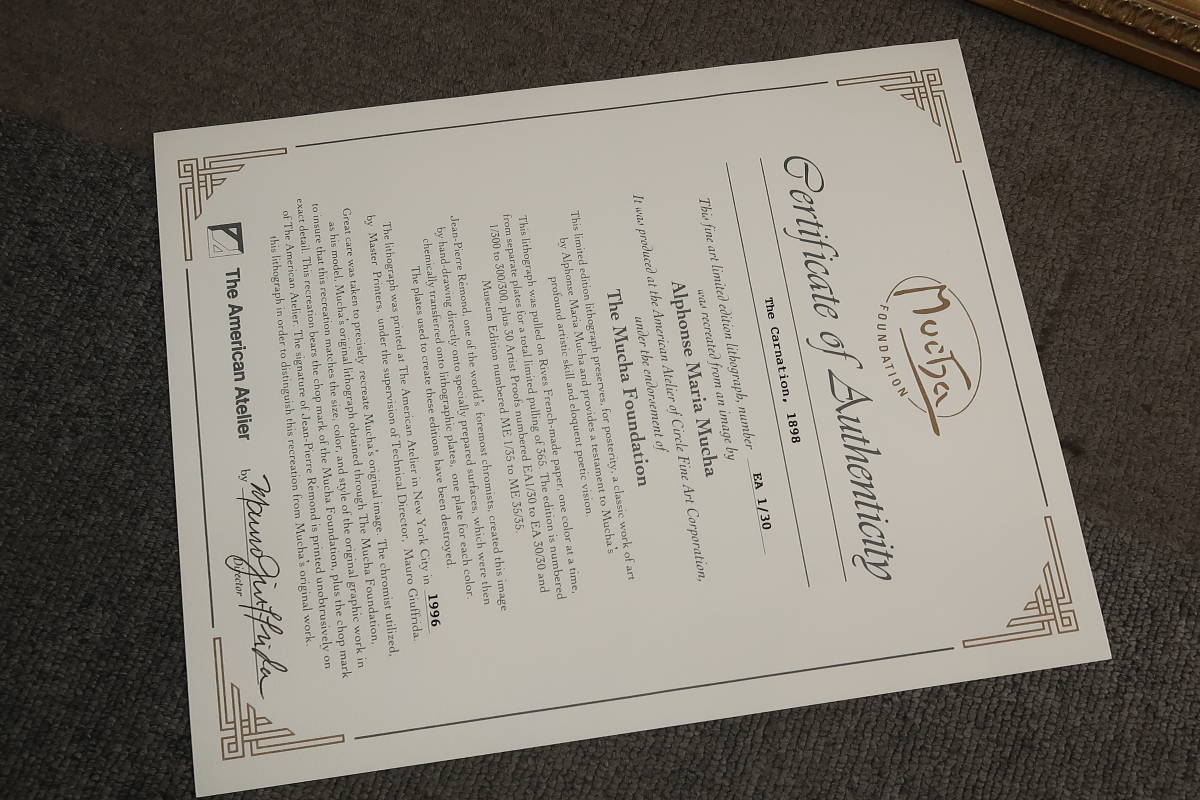 Mucha
FOUNDATION
Certificate of Authenticity
The Carnation, 1898
This fine art limited edition lithograph, number EA 1/30
was recreated from an image by
Alphonse Maria Mucha
It was produced at the American Atelier of Circle Fine Art Corporation,
under the endorsement of
The Mucha Foundation
This limited edition lithograph preserves, for posterity, a classic work of art
by Alphonse Maria Mucha and provides a testament to Mucha's
profound artistic skill and eloquent poetic vision.
This lithograph was pulled on Rives French-made paper, one color at a time,
from separate plates for a total limited pulling of 365. The edition is numbered
1/300 to 300/300, plus 30 Artist Proofs numbered EA1/30 to EA 30/30 and
Museum Edition numbered ME 1/35 to ME 35/35.
Jean-Pierre Rémond, one of the world's foremost chromists, created this image
by hand-drawing directly onto specially prepared surfaces, which were then
chemically transferred onto lithographic plates, one plate for each color.
The plates used to create these editions have been destroyed.
The lithograph was printed at The American Atelier in New York City in 1996
by Master Printers, under the supervision of Technical Director, Mauro Giuffrida.
Great care was taken to precisely recreate Mucha's original image. The chromist utilized,
as his model, Mucha's original lithograph obtained through The Mucha Foundation,
to insure that this recreation matches the size, color, and style of the original graphic work in
exact detail. This recreation bears the chop mark of the Mucha Foundation, plus the chop mark
of The American Atelier. The signature of Jean-Pierre Rémond is printed unobtrusively on
this lithograph in order to distinguish this recreation from Mucha's original work.
The American Atelier
by Mauro Giuffrida
Director